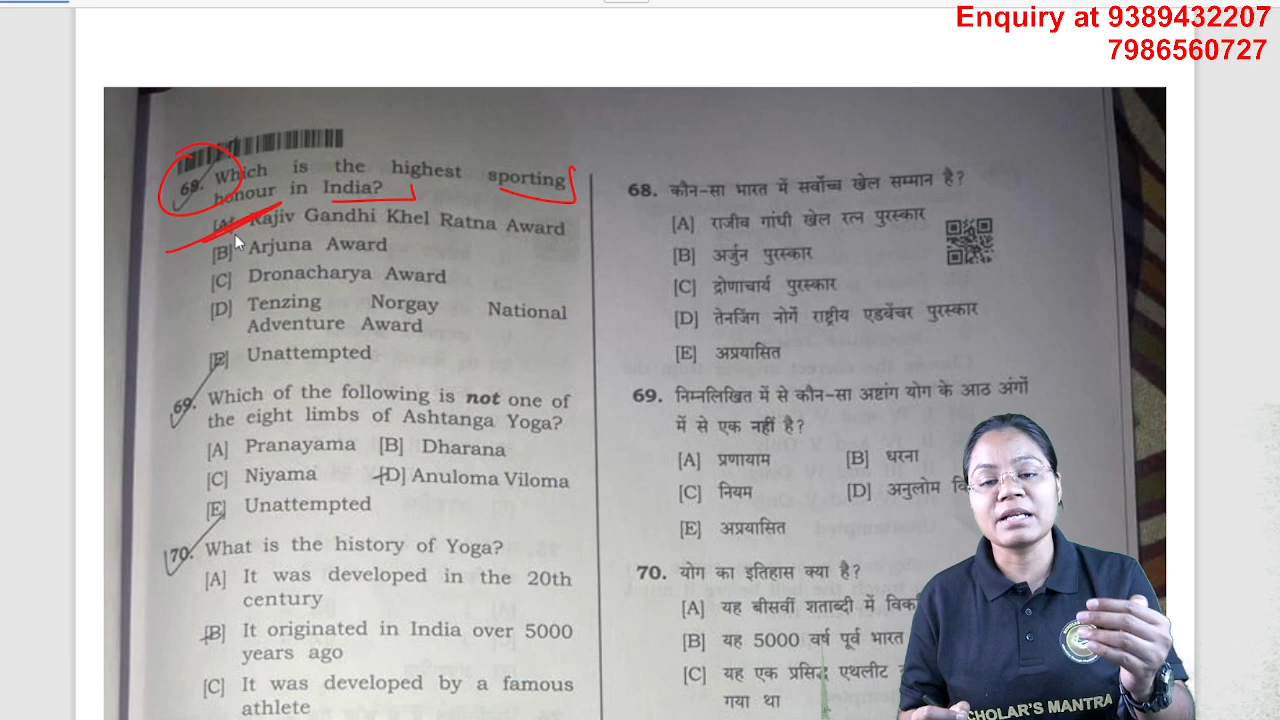 Enquiry at 9389432207
7986560727
68. Which is the highest sporting
honour in India?
[A] Rajiv Gandhi Khel Ratna Award
[B] Arjuna Award
[C] Dronacharya Award
[D] Tenzing Norgay National
Adventure Award
[E] Unattempted
69. Which of the following is not one of
the eight limbs of Ashtanga Yoga?
[A] Pranayama [B] Dharana
[C] Niyama [D] Anuloma Viloma
[E] Unattempted
70. What is the history of Yoga?
[A] It was developed in the 20th
century
[B] It originated in India over 5000
years ago
[C] It was developed by a famous
athlete
68. कौन-सा भारत में सर्वोच्च खेल सम्मान है?
[A] राजीव गांधी खेल रत्न पुरस्कार
[B] अर्जुन पुरस्कार
[C] द्रोणाचार्य पुरस्कार
[D] तेनजिंग नोर्गे राष्ट्रीय एडवेंचर पुरस्कार
[E] अप्रयासित
69. निम्नलिखित में से कौन-सा अष्टांग योग के आठ अंगों
में से एक नहीं है?
[A] प्रणायाम [B] धरना
[C] नियम [D] अनुलोम वि
[E] अप्रयासित
70. योग का इतिहास क्या है?
[A] यह बीसवीं शताब्दी में
[B] यह 5000 वर्ष पूर्व भारत
[C] यह एक प्रसिद्ध एथलीट
गया था
CHOLAR'S MANTRA